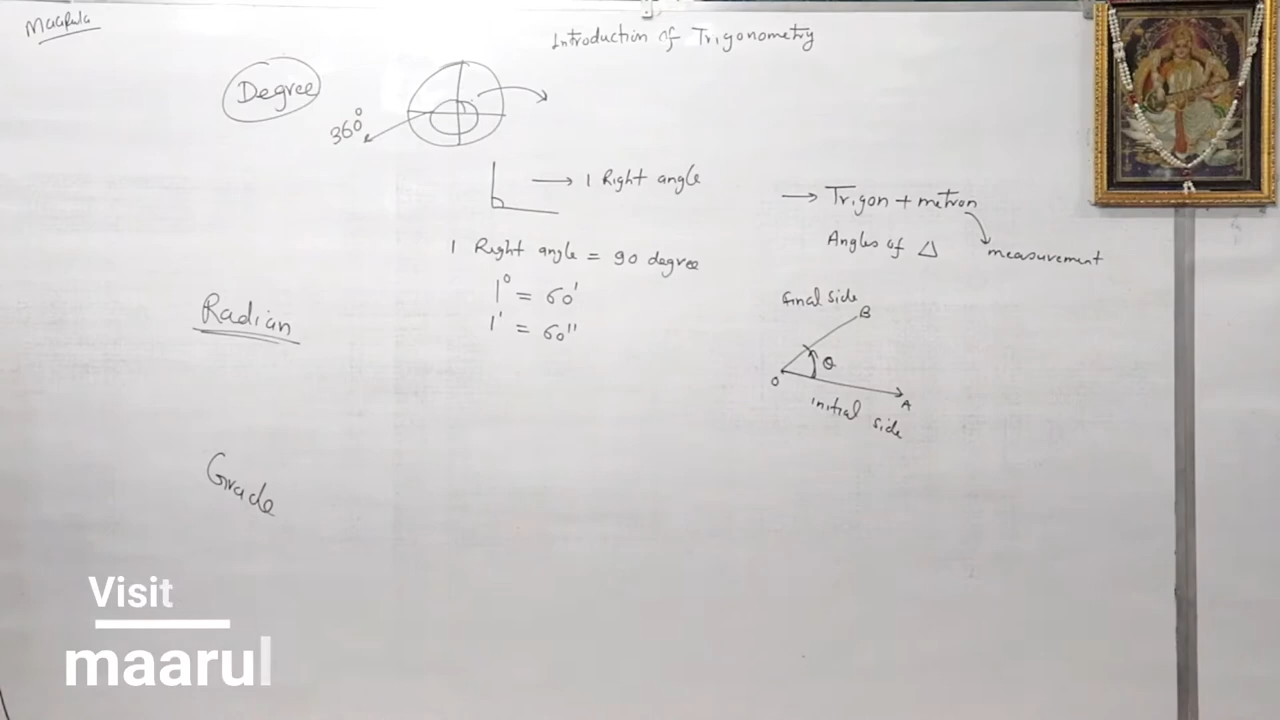 Introduction of Trigonometry
Degree
360°
→ 1 Right angle
1 Right angle = 90 degree
1° = 60'
1' = 60"
Radian
Grade
→ Trigon + metron
Angles of △
measurement
final side
B
θ
O
A
initial side
Visit
maarul